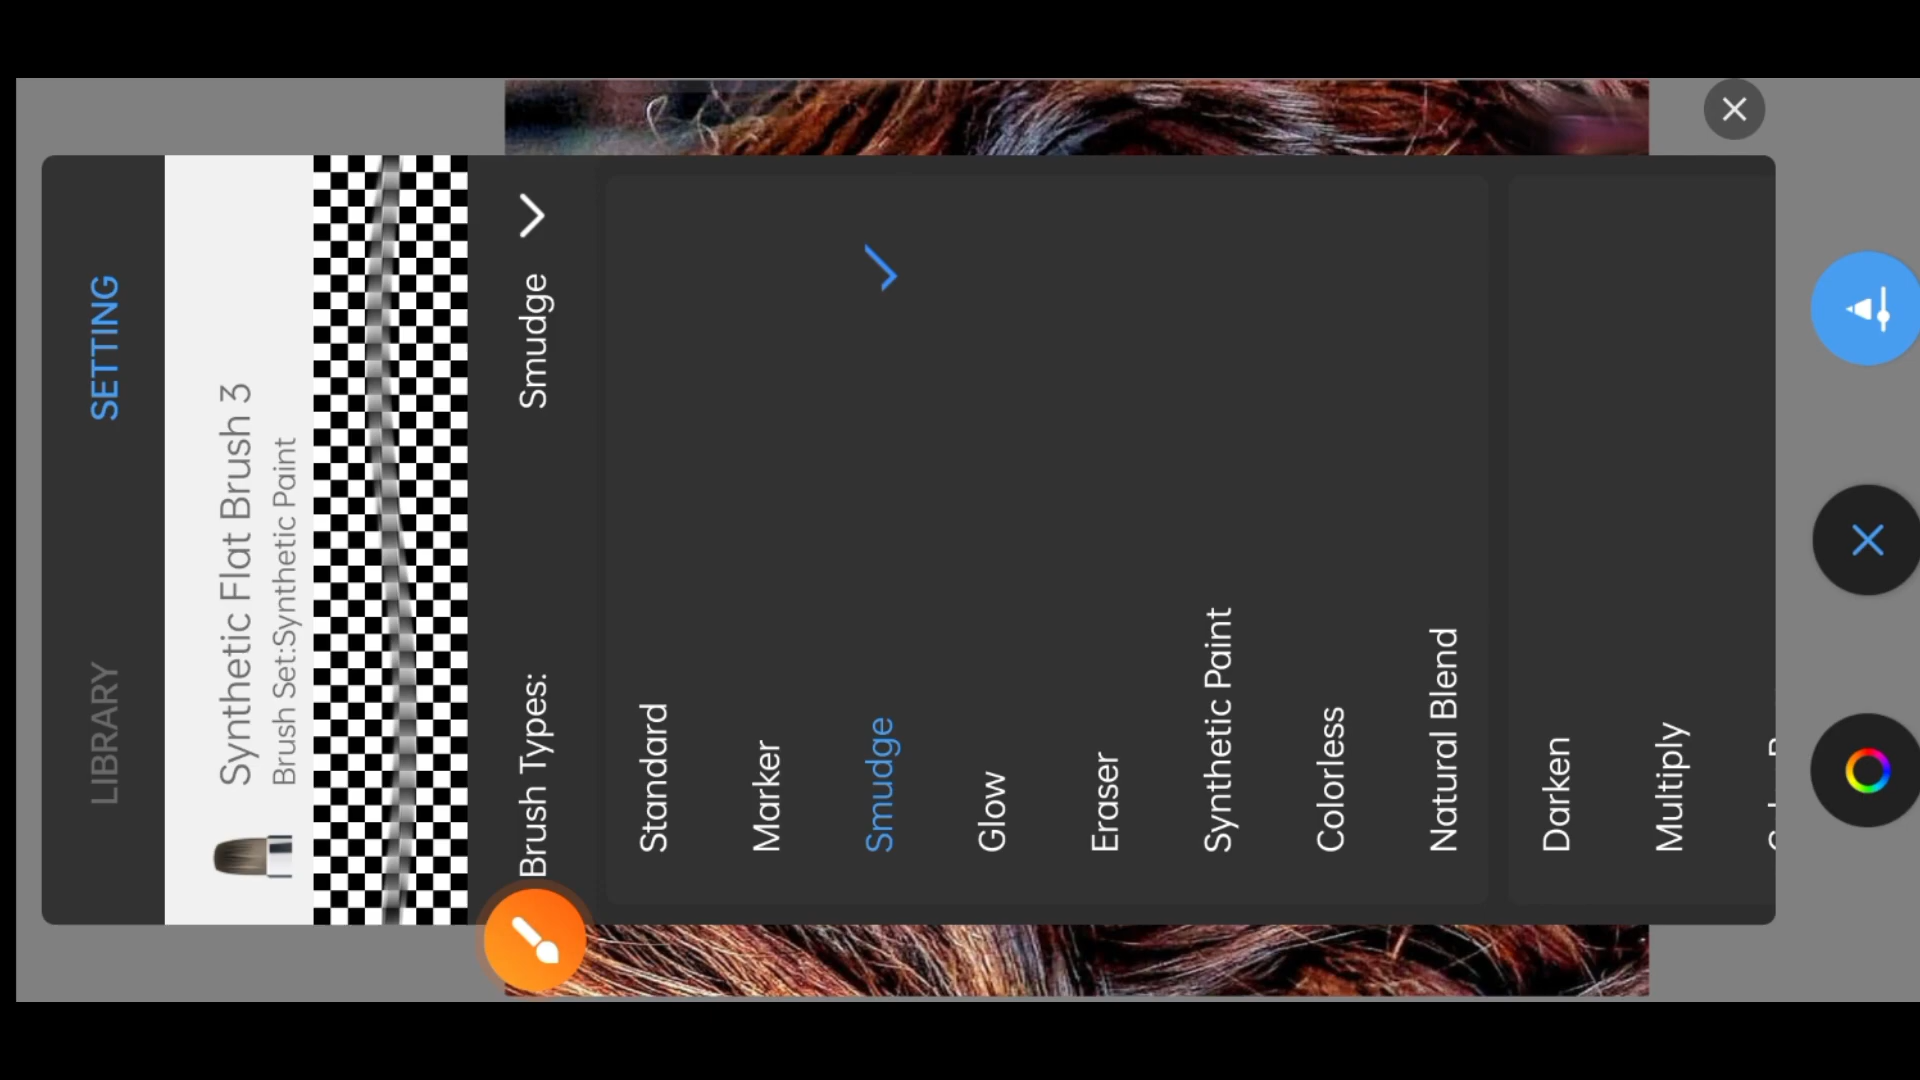 LIBRARY SETTING
Synthetic Flat Brush 3
Brush Set:Synthetic Paint
Brush Types: Smudge
Standard
Marker
Smudge
Glow
Eraser
Synthetic Paint
Colorless
Natural Blend
Darken
Multiply